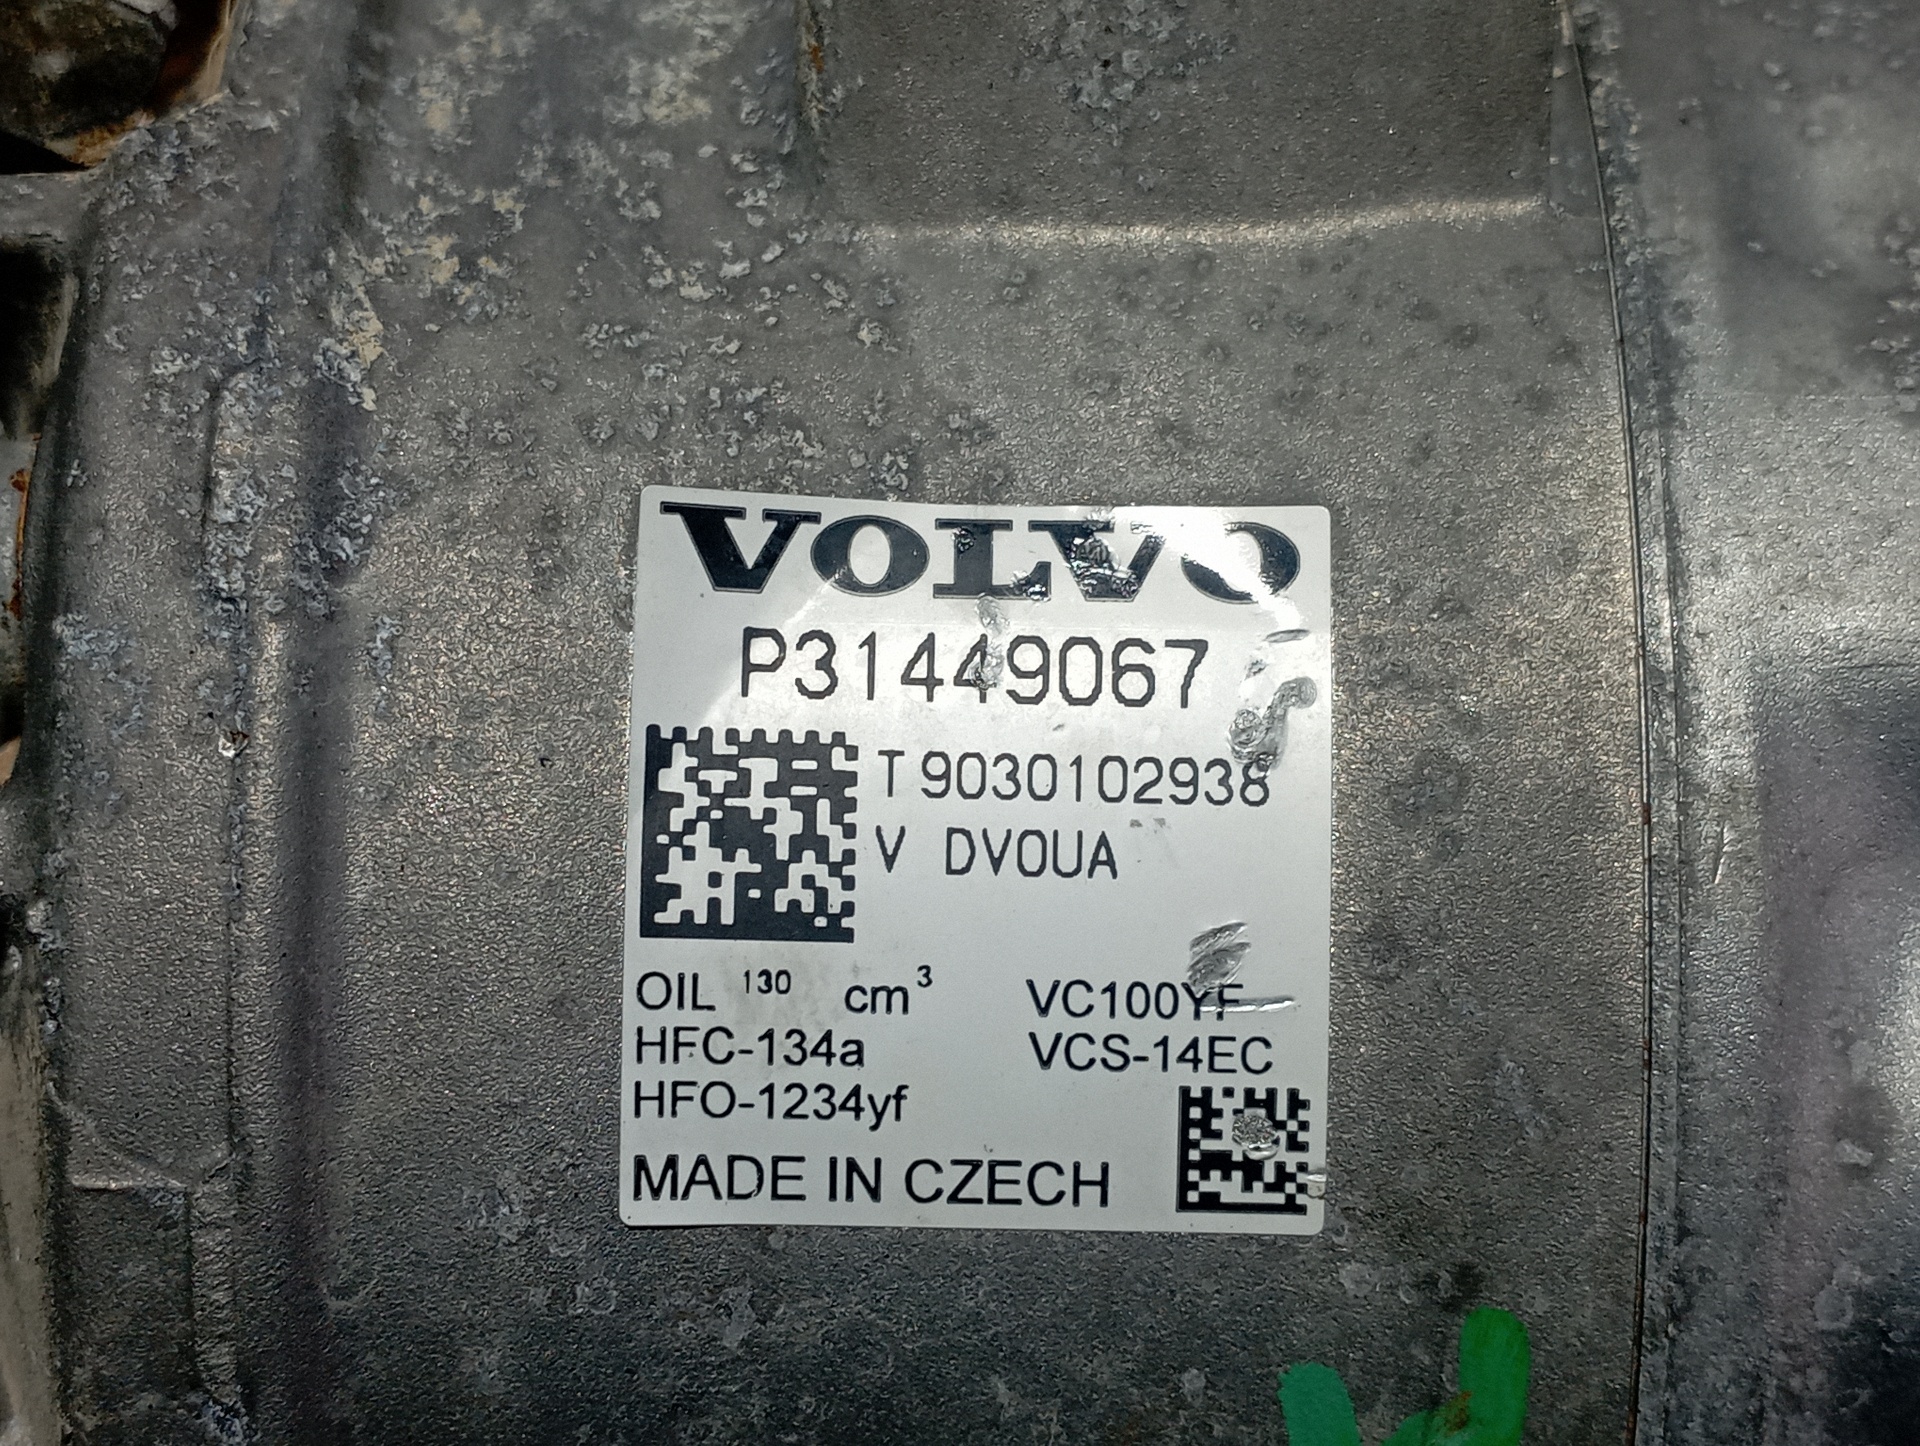 VOLVO
P31449067
T 9030102938
V DVOUA
OIL 130 cm³ VC100YF
HFC-134a VCS-14EC
HFO-1234yf
MADE IN CZECH